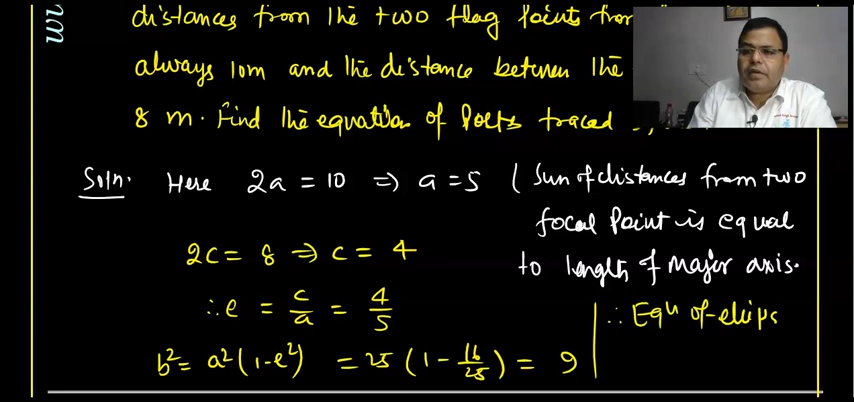 distances from the two flag points from
always 10m and the distance between the
8 m. Find the equation of Posts traced
Soln. Here 2a = 10 => a = 5 ( Sum of distances from two
focal point is equal
to length of major axis.
2c = 8 => c = 4
∴ e = c/a = 4/5
b² = a² (1-e²) = 25 (1 - 16/25) = 9
∴ Equn of elips